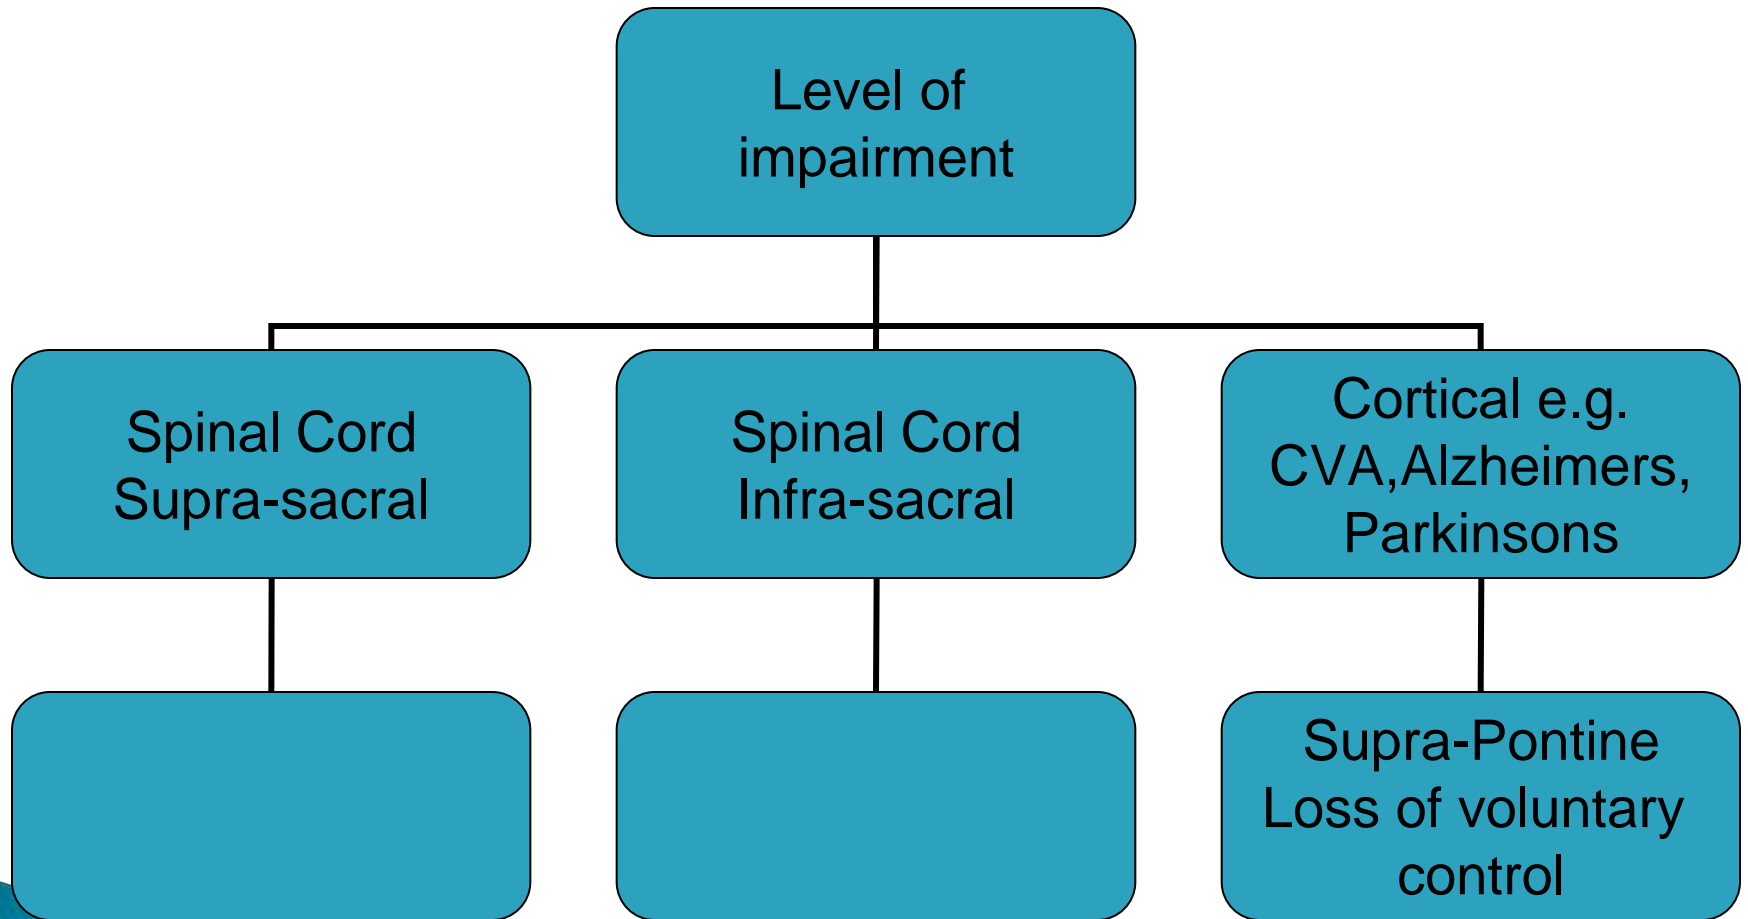 Level of
impairment
Spinal Cord
Supra-sacral
Spinal Cord
Infra-sacral
Cortical e.g.
CVA,Alzheimers,
Parkinsons
Supra-Pontine
Loss of voluntary
control